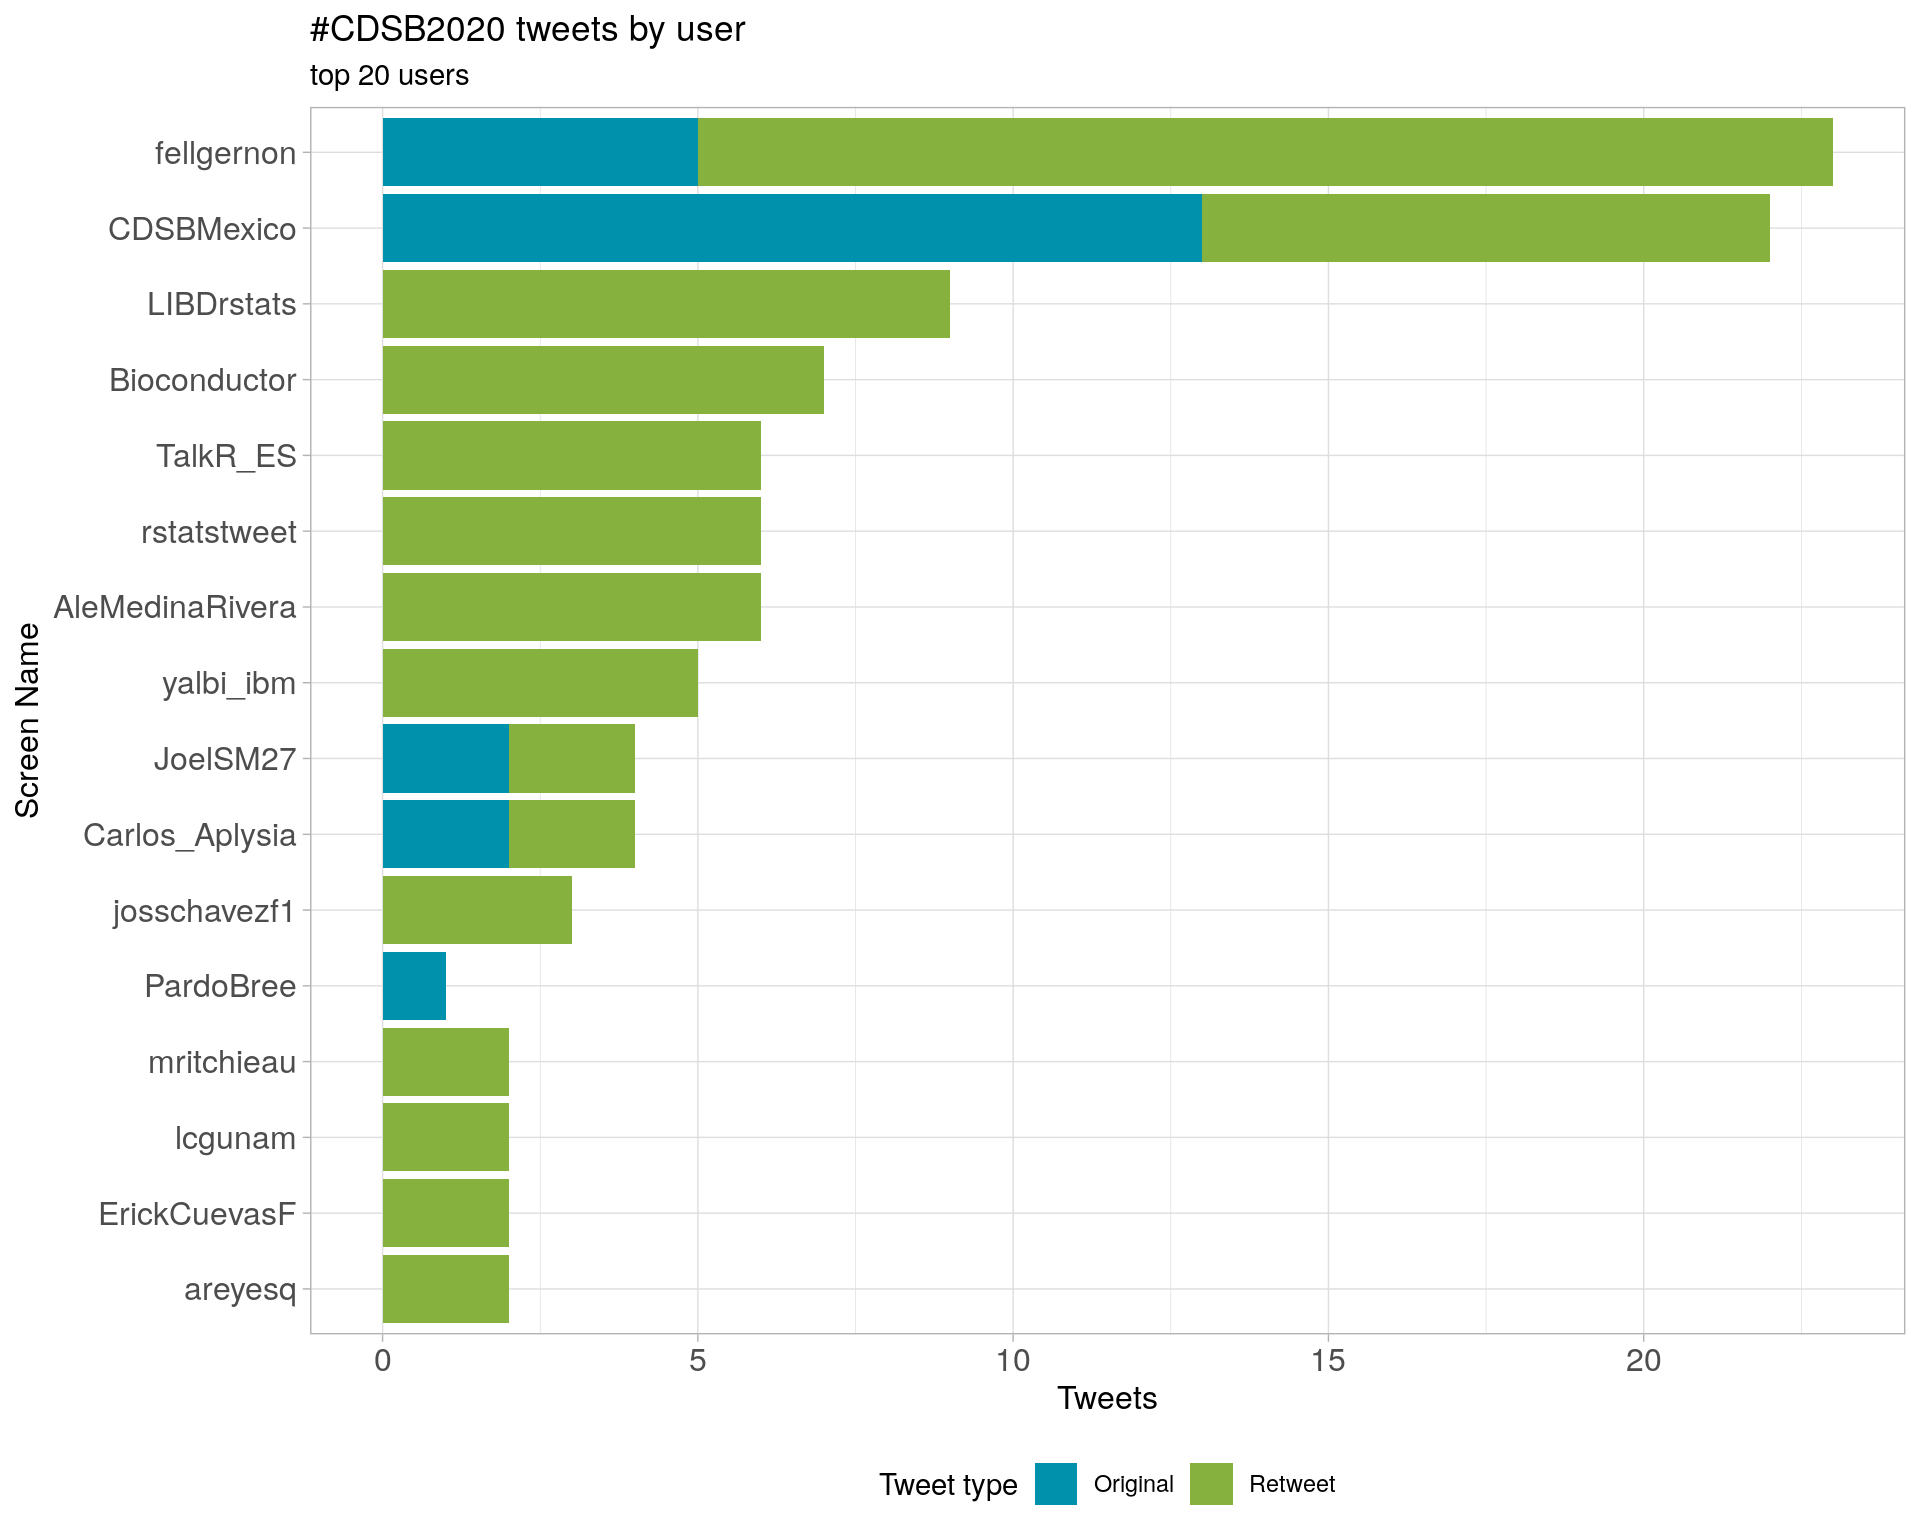 #CDSB2020 tweets by user
top 20 users
Screen Name
fellgernon
CDSBMexico
LIBDrstats
Bioconductor
TalkR_ES
rstatstweet
AleMedinaRivera
yalbi_ibm
JoelSM27
Carlos_Aplysia
josschavezf1
PardoBree
mritchieau
lcgunam
ErickCuevasF
areyesq
0 5 10 15 20
Tweets
Tweet type Original Retweet